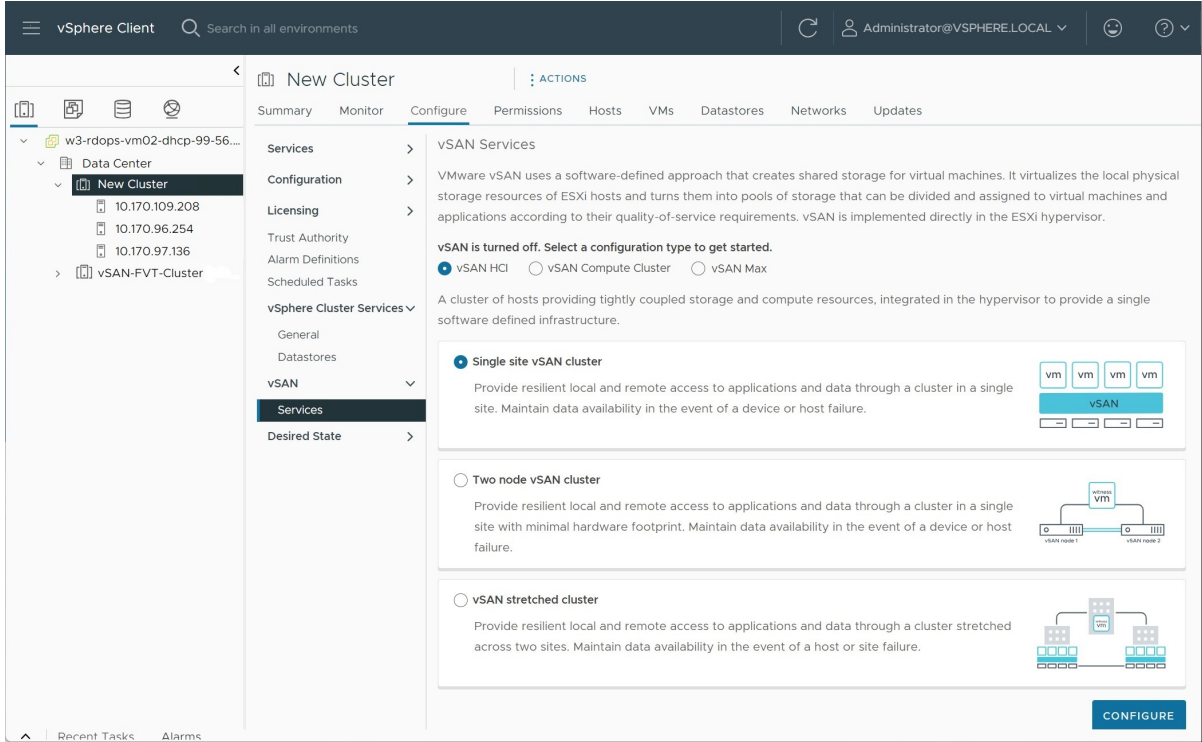 vSphere Client
Search in all environments
Administrator@VSPHERE.LOCAL
w3-rdops-vm02-dhcp-99-56....
Data Center
New Cluster
10.170.109.208
10.170.96.254
10.170.97.136
vSAN-FVT-Cluster
New Cluster
ACTIONS
Summary Monitor Configure Permissions Hosts VMs Datastores Networks Updates
Services
Configuration
Licensing
Trust Authority
Alarm Definitions
Scheduled Tasks
vSphere Cluster Services
General
Datastores
vSAN
Services
Desired State
vSAN Services
VMware vSAN uses a software-defined approach that creates shared storage for virtual machines. It virtualizes the local physical
storage resources of ESXi hosts and turns them into pools of storage that can be divided and assigned to virtual machines and
applications according to their quality-of-service requirements. vSAN is implemented directly in the ESXi hypervisor.
vSAN is turned off. Select a configuration type to get started.
vSAN HCI vSAN Compute Cluster vSAN Max
A cluster of hosts providing tightly coupled storage and compute resources, integrated in the hypervisor to provide a single
software defined infrastructure.
Single site vSAN cluster
Provide resilient local and remote access to applications and data through a cluster in a single
site. Maintain data availability in the event of a device or host failure.
vm vm vm vm
vSAN
Two node vSAN cluster
Provide resilient local and remote access to applications and data through a cluster in a single
site with minimal hardware footprint. Maintain data availability in the event of a device or host
failure.
witness
vm
vSAN node 1 vSAN node 2
vSAN stretched cluster
Provide resilient local and remote access to applications and data through a cluster stretched
across two sites. Maintain data availability in the event of a host or site failure.
witness
vm
CONFIGURE
Recent Tasks Alarms